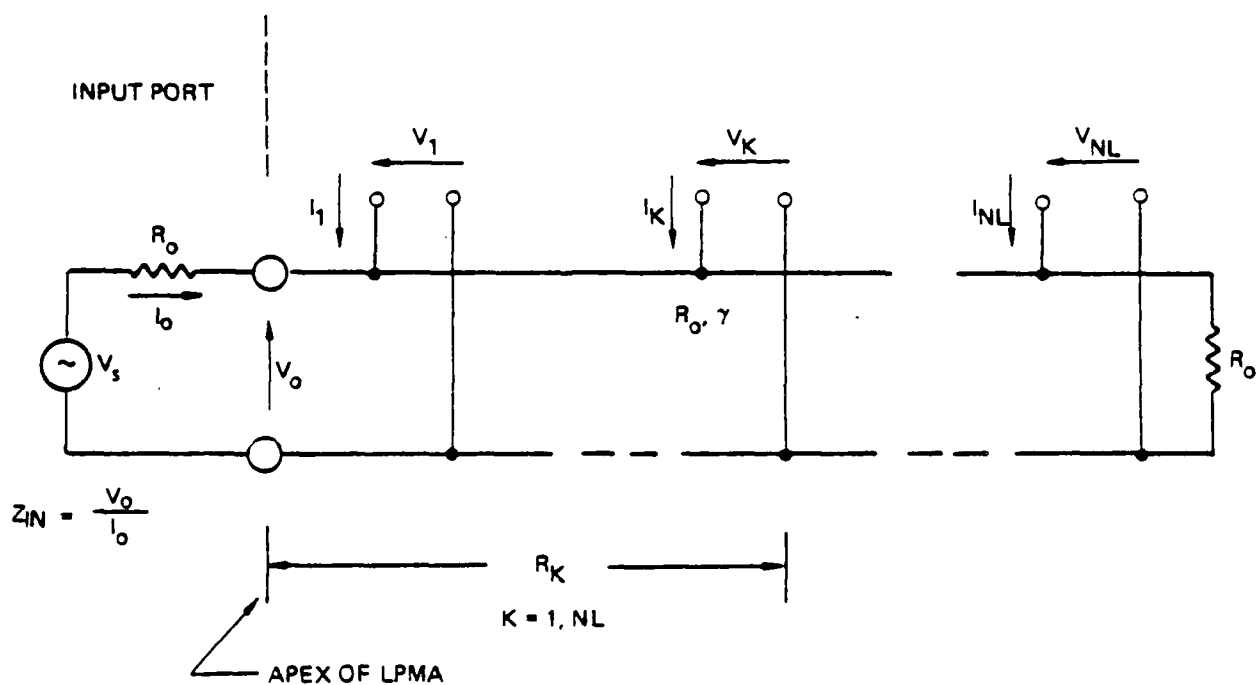 INPUT PORT
V1
VK
VNL
I1
IK
INL
Ro
Io
Vs
~
Vo
Ro, γ
Ro
ZIN = Vo
Io
RK
K = 1, NL
APEX OF LPMA